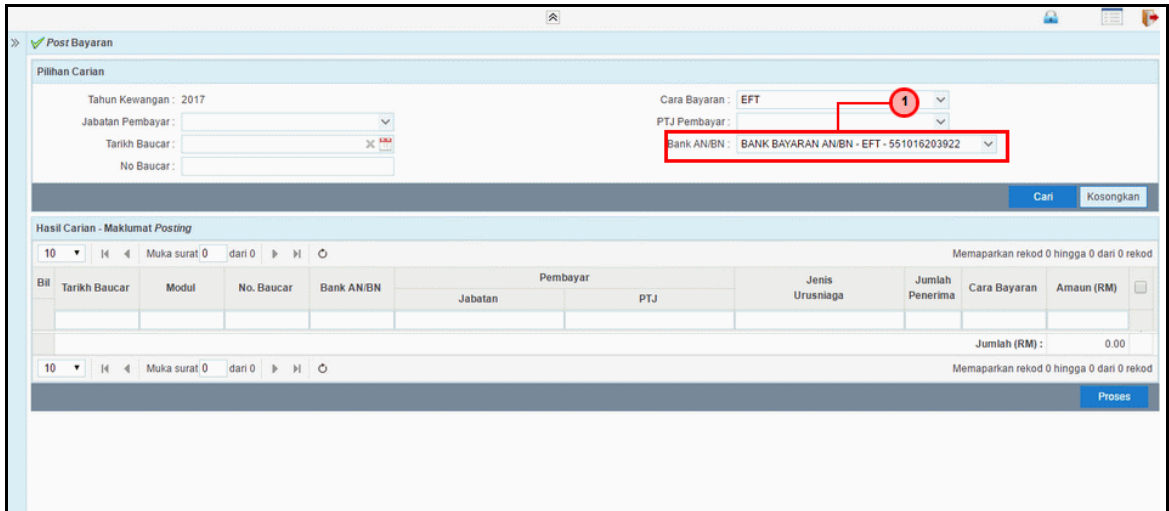 Post Bayaran
Pilihan Carian
Tahun Kewangan : 2017
Cara Bayaran : EFT
1
Jabatan Pembayar :
PTJ Pembayar :
Tarikh Baucar :
Bank AN/BN : BANK BAYARAN AN/BN - EFT - 551016203922
No Baucar :
Cari Kosongkan
Hasil Carian - Maklumat Posting
10 Muka surat 0 dari 0 Memaparkan rekod 0 hingga 0 dari 0 rekod
Bil Tarikh Baucar Modul No. Baucar Bank AN/BN Pembayar Jabatan PTJ Jenis Urusniaga Jumlah Penerima Cara Bayaran Amaun (RM)
Jumlah (RM) : 0.00
10 Muka surat 0 dari 0 Memaparkan rekod 0 hingga 0 dari 0 rekod
Proses